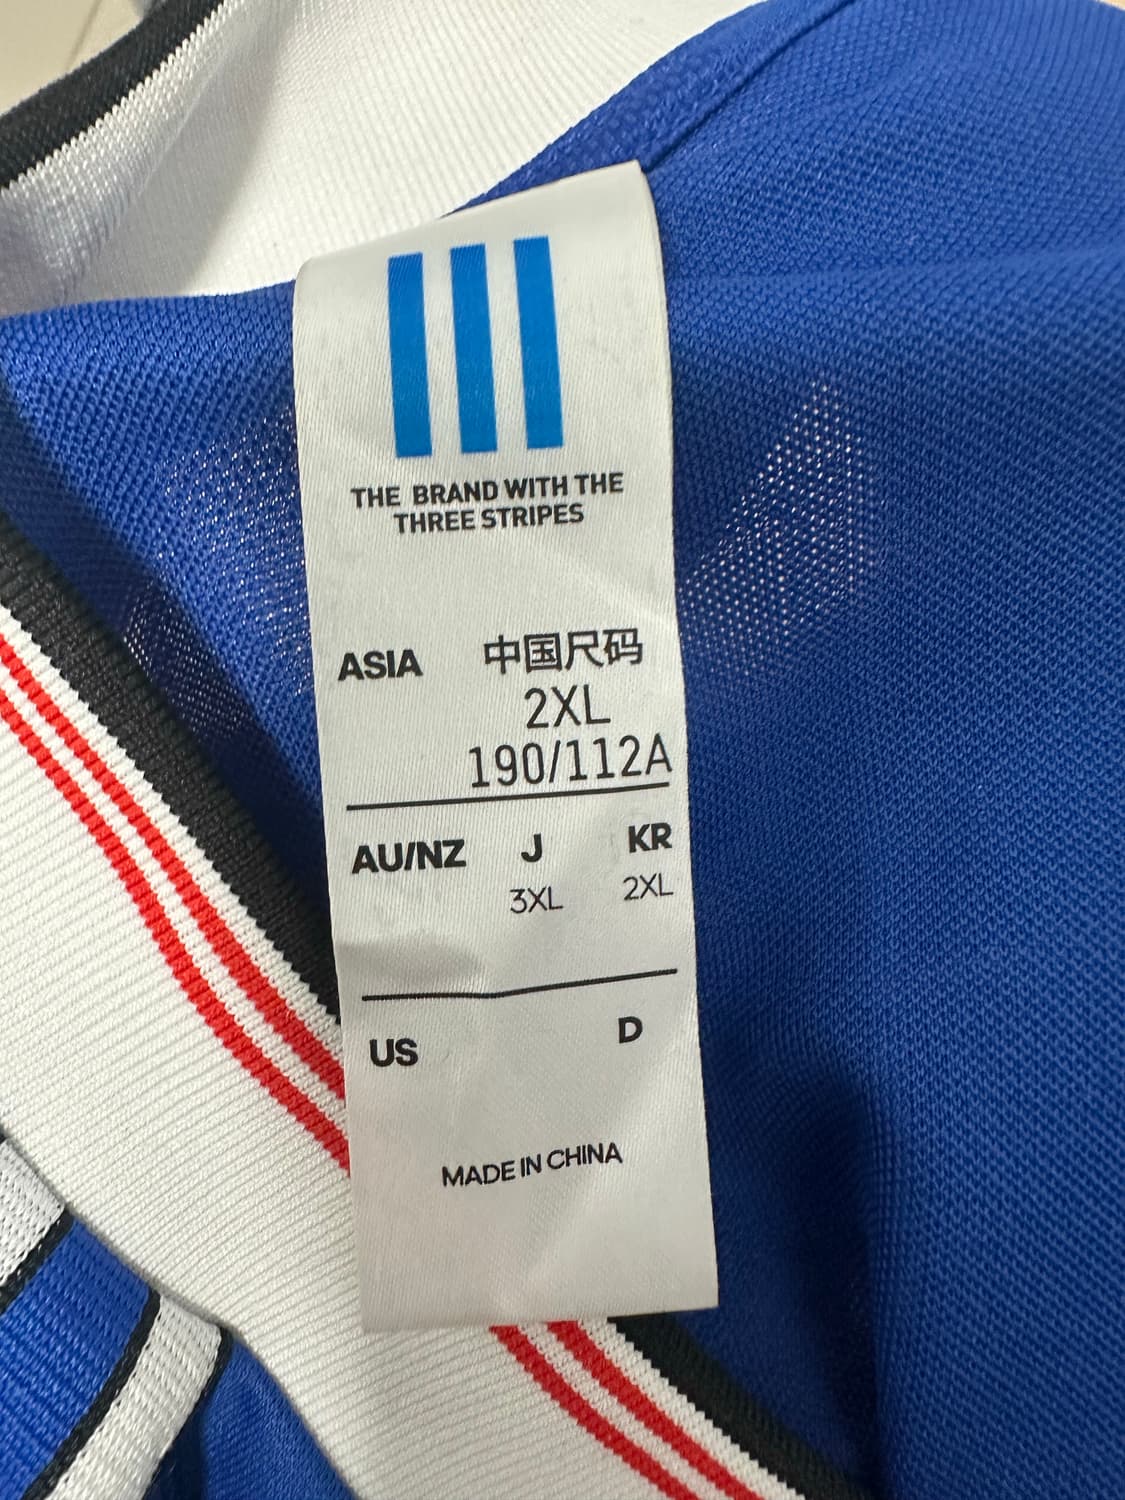 THE BRAND WITH THE
THREE STRIPES
ASIA 中国尺码
2XL
190/112A
AU/NZ J KR
3XL 2XL
US D
MADE IN CHINA